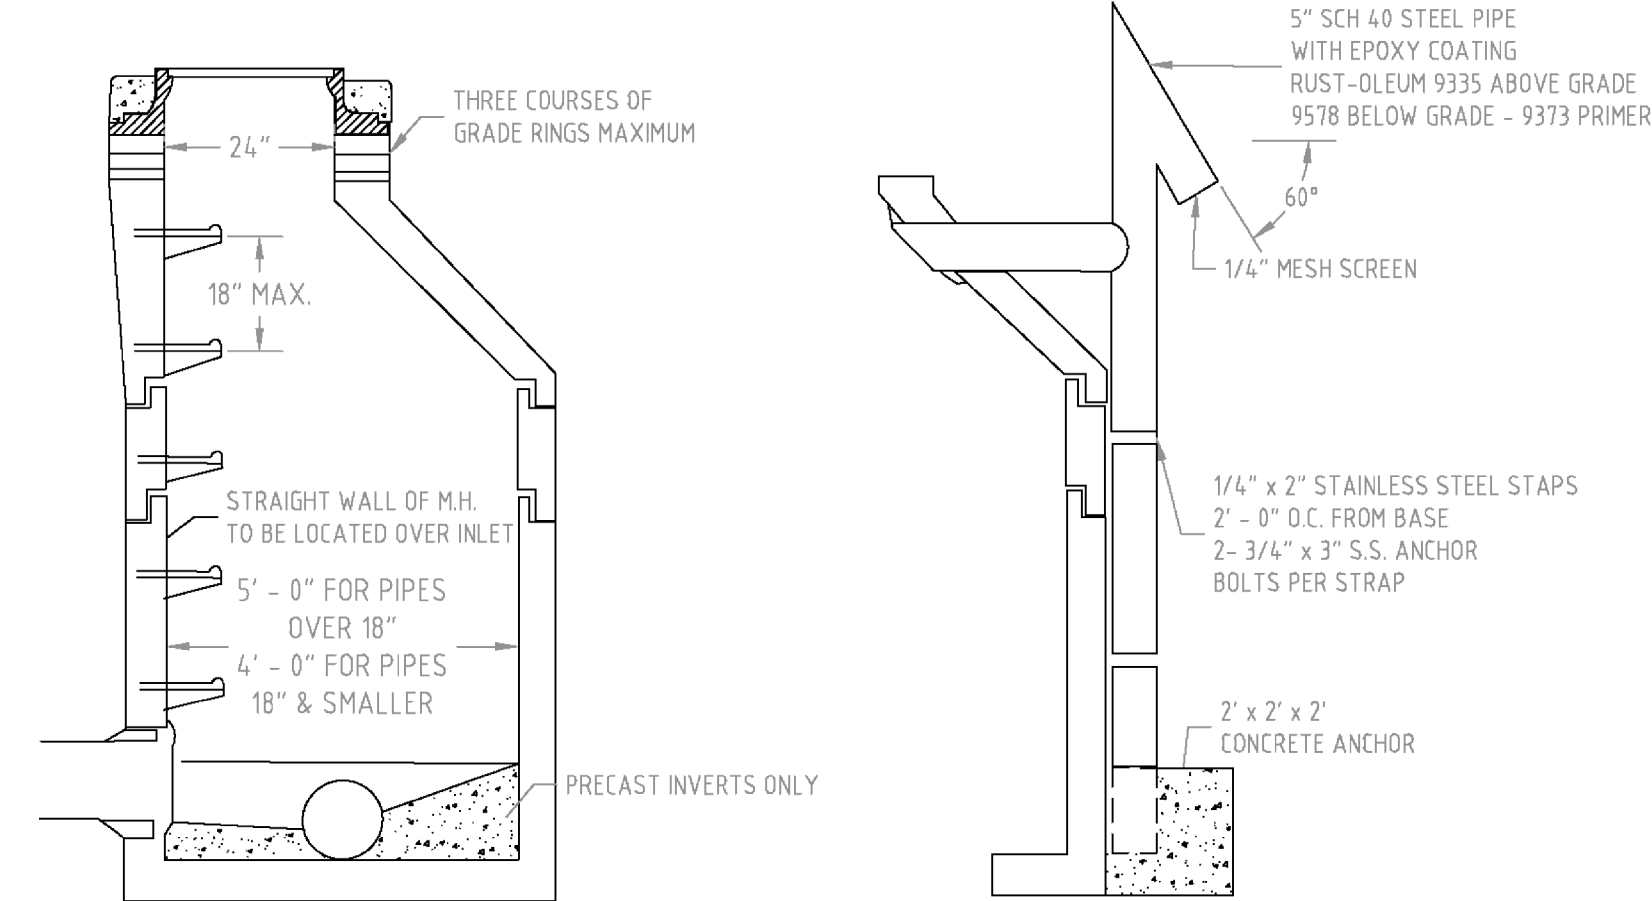 THREE COURSES OF
GRADE RINGS MAXIMUM
24"
18" MAX.
STRAIGHT WALL OF M.H.
TO BE LOCATED OVER INLET
5' - 0" FOR PIPES
OVER 18"
4' - 0" FOR PIPES
18" & SMALLER
PRECAST INVERTS ONLY
5" SCH 40 STEEL PIPE
WITH EPOXY COATING
RUST-OLEUM 9335 ABOVE GRADE
9578 BELOW GRADE - 9373 PRIMER
60°
1/4" MESH SCREEN
1/4" x 2" STAINLESS STEEL STAPS
2' - 0" O.C. FROM BASE
2- 3/4" x 3" S.S. ANCHOR
BOLTS PER STRAP
2' x 2' x 2'
CONCRETE ANCHOR